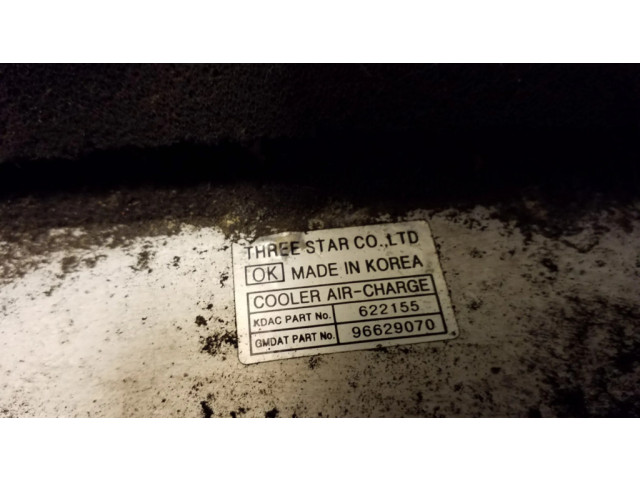 THREE STAR CO.,LTD
OK MADE IN KOREA
COOLER AIR-CHARGE
KDAC PART No. 622155
GMDAT PART No. 96629070